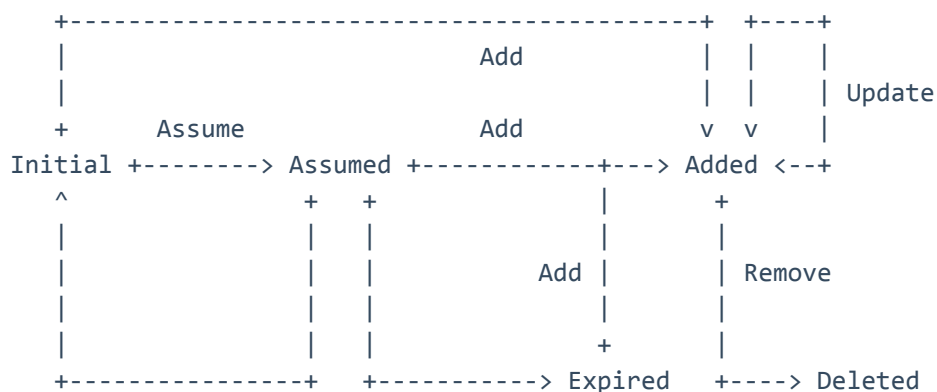 Add
Update
Assume Add
Initial Assumed Added
Add Remove
Expired Deleted